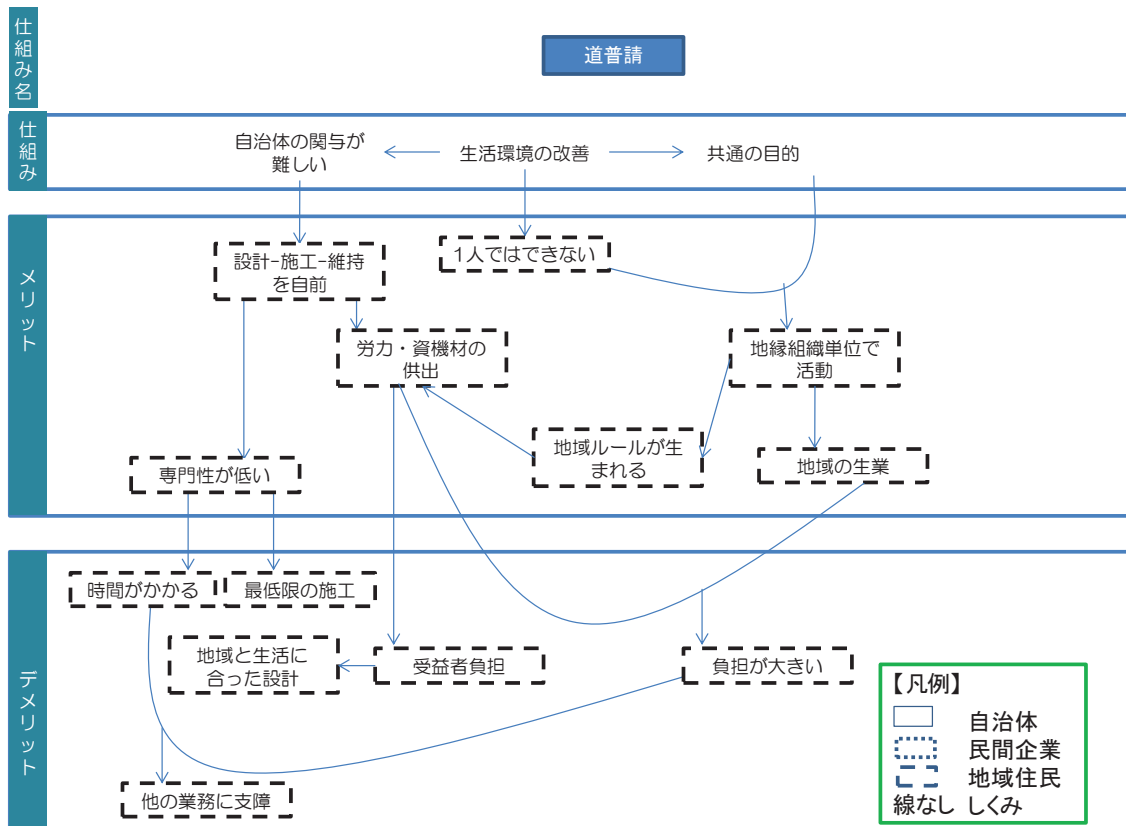 仕組み名
道普請
仕組み
自治体の関与が
難しい
生活環境の改善
共通の目的
メリット
設計-施工-維持
を自前
1人ではできない
労力・資機材の
供出
地縁組織単位で
活動
地域ルールが生
まれる
専門性が低い
地域の生業
デメリット
時間がかかる
最低限の施工
地域と生活に
合った設計
受益者負担
負担が大きい
他の業務に支障
【凡例】
自治体
民間企業
地域住民
線なし しくみ